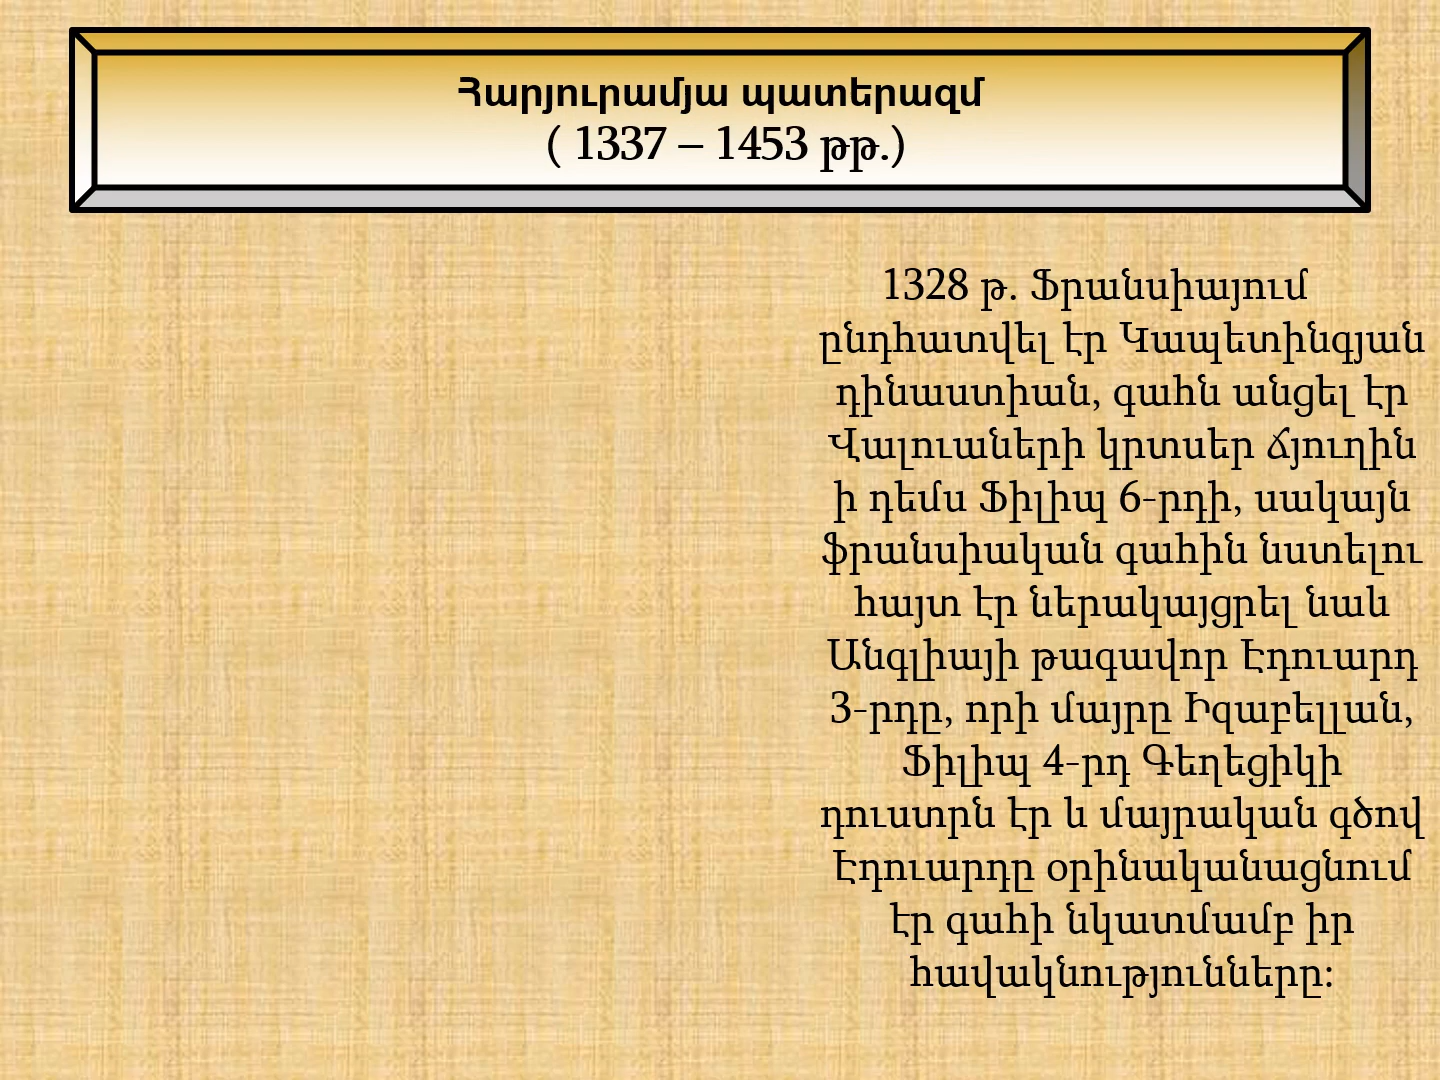 Հարյուրամյա պատերազմ
( 1337 – 1453 թթ.)
1328 թ. Ֆրանսիայում
ընդհատվել էր Կապետինգյան
դինաստիան, գահն անցել էր
Վալուաների կրտսեր ճյուղին
ի դեմս Ֆիլիպ 6-րդի, սակայն
ֆրանսիական գահին նստելու
հայտ էր ներակայցրել նաև
Անգլիայի թագավոր Էդուարդ
3-րդը, որի մայրը Իզաբելլան,
Ֆիլիպ 4-րդ Գեղեցիկի
դուստրն էր և մայրական գծով
Էդուարդը օրինականացնում
էր գահի նկատմամբ իր
հավակնությունները: